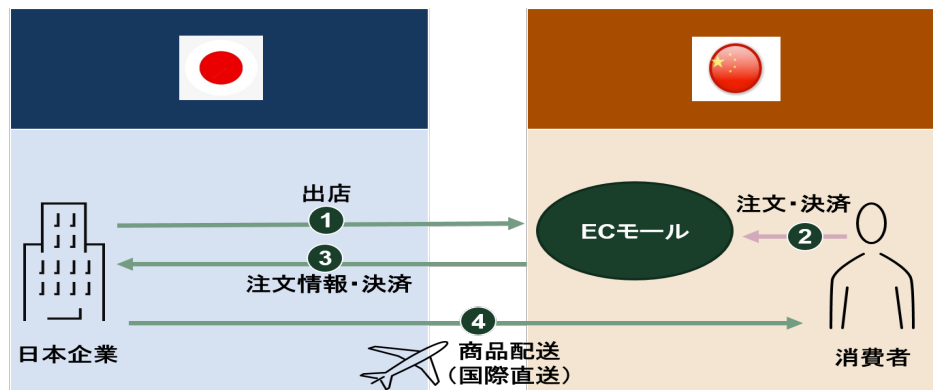 出店
1
ECモール
注文・決済
2
3
注文情報・決済
4
日本企業
商品配送
(国際直送)
消費者